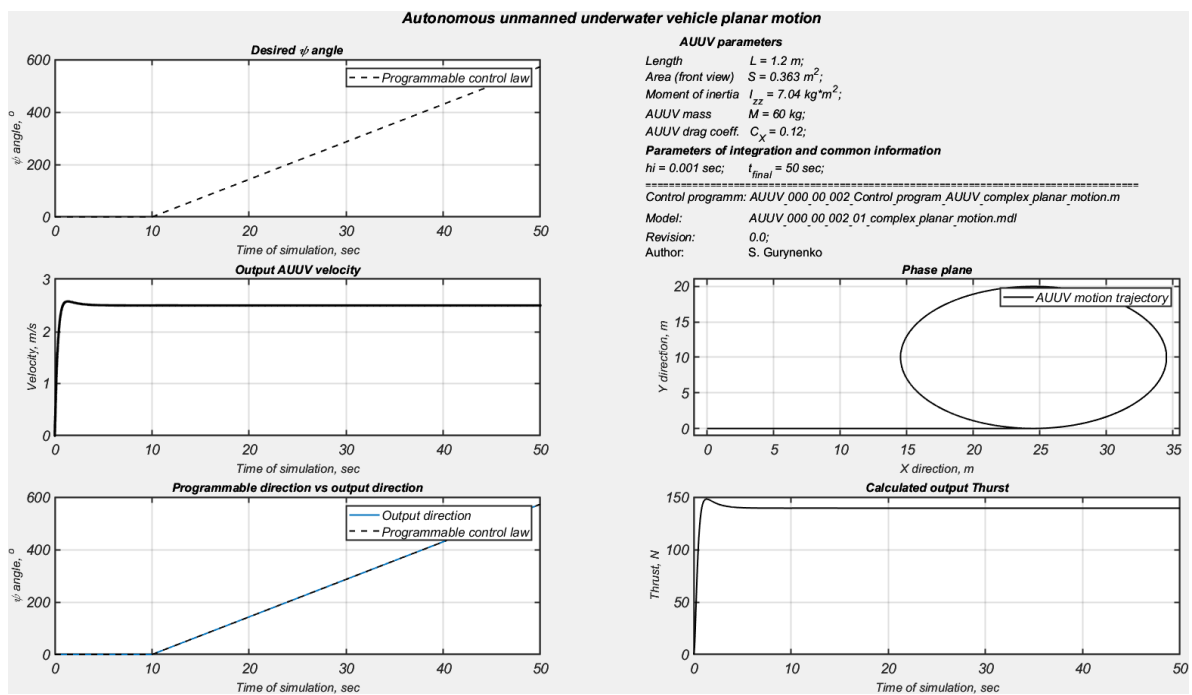 Autonomous unmanned underwater vehicle planar motion
Desired ψ angle
600
400
200
0
ψ angle, °
0 10 20 30 40 50
Time of simulation, sec
Programmable control law
AUUV parameters
Length L = 1.2 m;
Area (front view) S = 0.363 m²;
Moment of inertia I_zz = 7.04 kg*m²;
AUUV mass M = 60 kg;
AUUV drag coeff. C_X = 0.12;
Parameters of integration and common information
hi = 0.001 sec; t_final = 50 sec;
==================================================================================
Control programm: AUUV_000_00_002_Control_program_AUUV_complex_planar_motion.m
Model: AUUV_000_00_002_01_complex_planar_motion.mdl
Revision: 0.0;
Author: S. Gurynenko
Output AUUV velocity
3
2
1
0
Velocity, m/s
0 10 20 30 40 50
Time of simulation, sec
Phase plane
20
15
10
5
0
Y direction, m
0 5 10 15 20 25 30 35
X direction, m
AUUV motion trajectory
Programmable direction vs output direction
600
400
200
0
ψ angle, °
0 10 20 30 40 50
Time of simulation, sec
Output direction
Programmable control law
Calculated output Thurst
150
100
50
0
Thrust, N
0 10 20 30 40 50
Time of simulation, sec